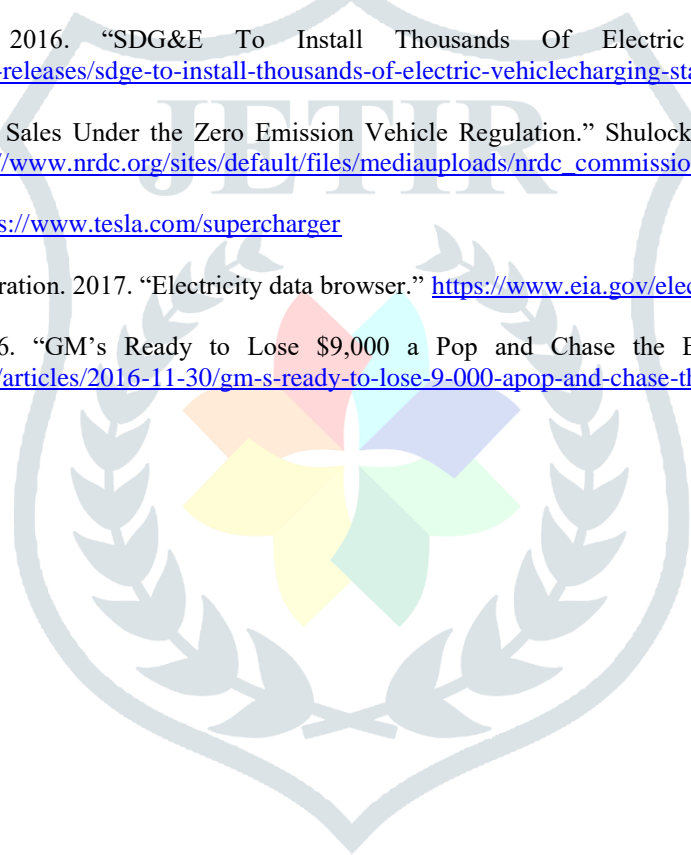 2016. “SDG&E To Install Thousands Of Electric
-releases/sdge-to-install-thousands-of-electric-vehiclecharging-sta
Sales Under the Zero Emission Vehicle Regulation.” Shulock
//www.nrdc.org/sites/default/files/mediauploads/nrdc_commissio
s://www.tesla.com/supercharger
ration. 2017. “Electricity data browser.” https://www.eia.gov/elec
6. “GM’s Ready to Lose $9,000 a Pop and Chase the
/articles/2016-11-30/gm-s-ready-to-lose-9-000-apop-and-chase-th
JETIR